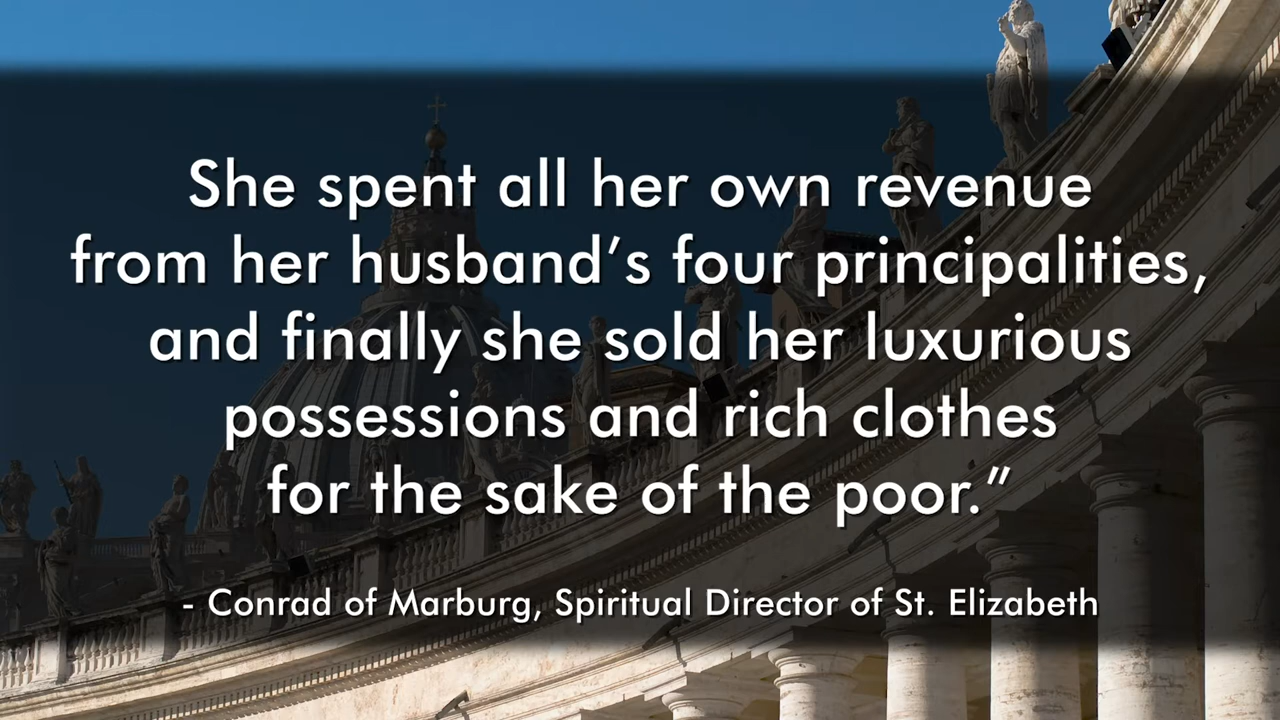 She spent all her own revenue
from her husband’s four principalities,
and finally she sold her luxurious
possessions and rich clothes
for the sake of the poor.”
- Conrad of Marburg, Spiritual Director of St. Elizabeth